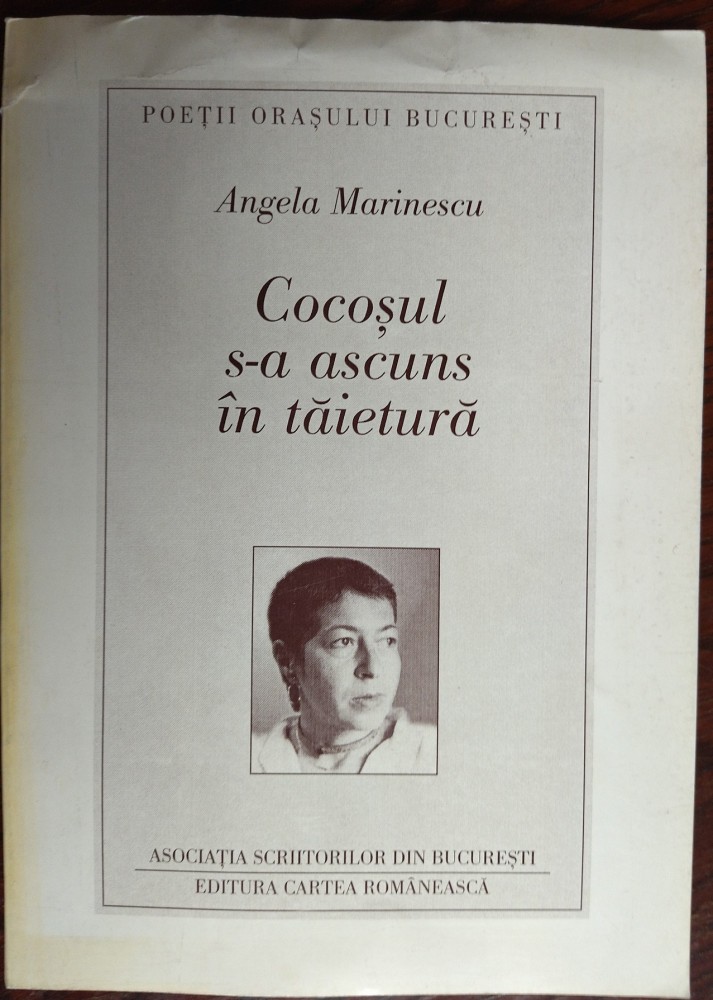 POEȚII ORAȘULUI BUCUREȘTI
Angela Marinescu
Cocoșul
s-a ascuns
în tăietură
ASOCIAȚIA SCRIITORILOR DIN BUCUREȘTI
EDITURA CARTEA ROMÂNEASCĂ